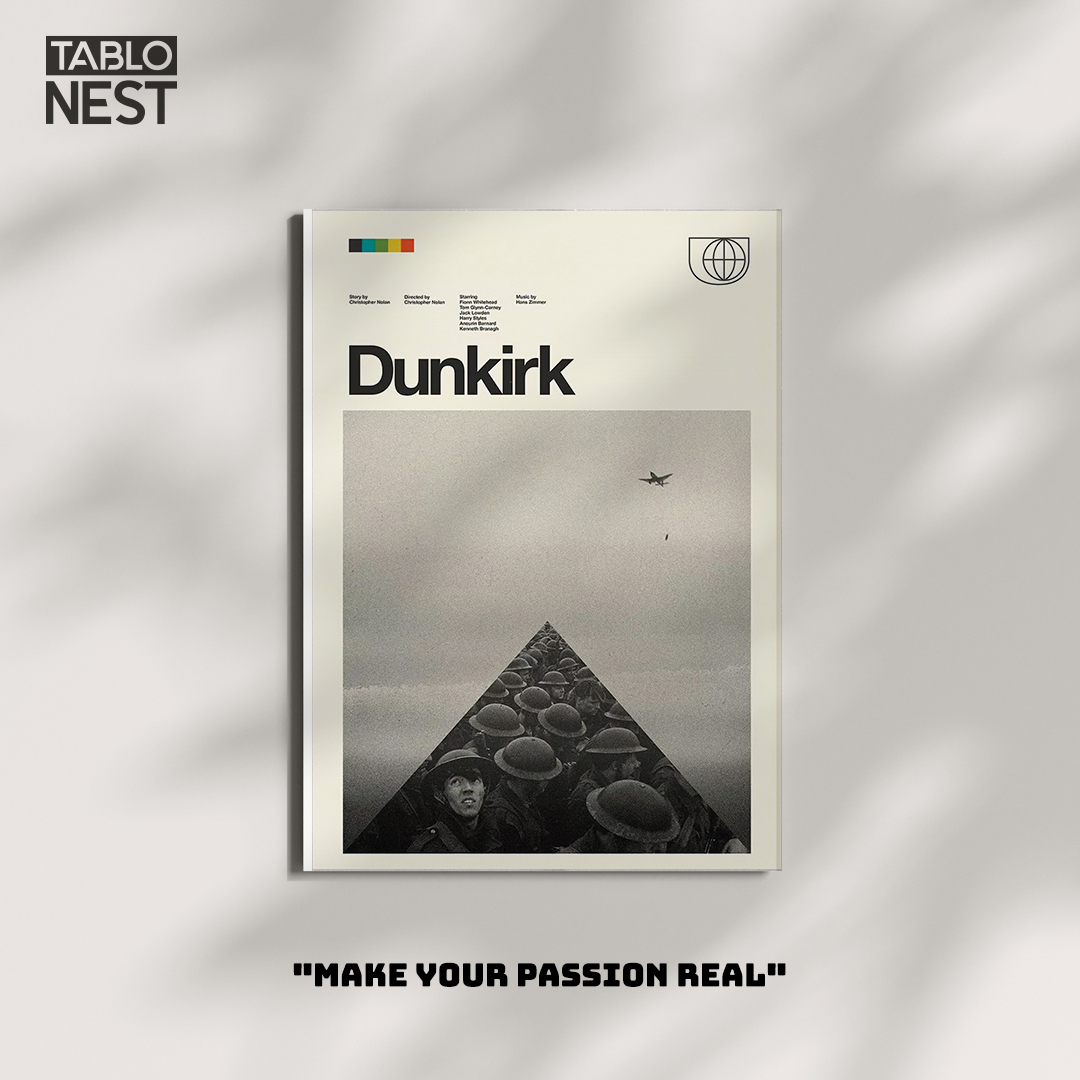 TABLO
NEST
Story by
Christopher Nolan
Directed by
Christopher Nolan
Starring
Fionn Whitehead
Tom Glynn-Carney
Jack Lowden
Harry Styles
Aneurin Barnard
Kenneth Branagh
Music by
Hans Zimmer
Dunkirk
"MAKE YOUR PASSION REAL"